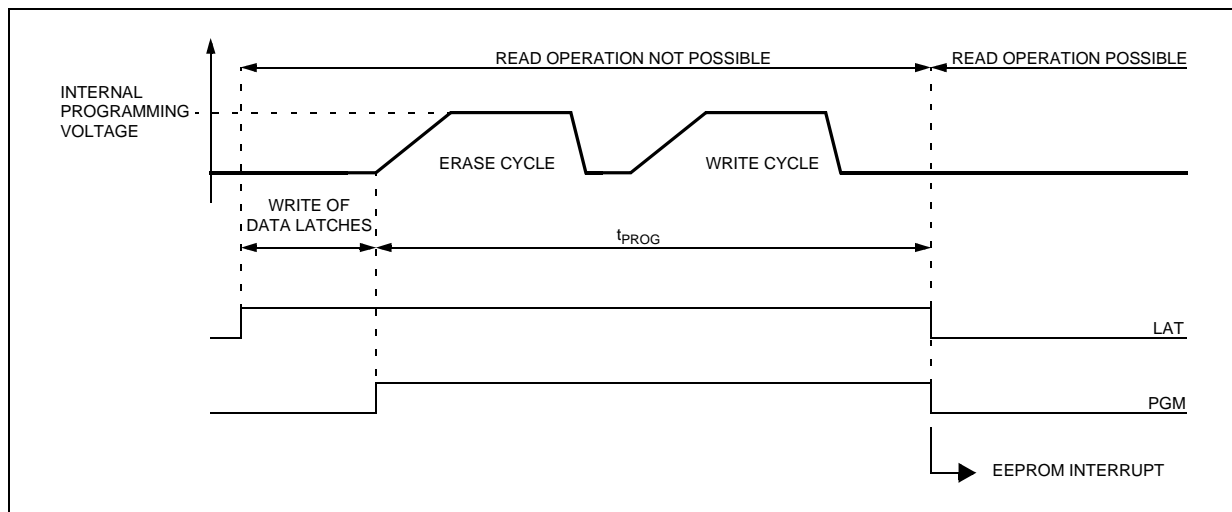 READ OPERATION NOT POSSIBLE
READ OPERATION POSSIBLE
INTERNAL
PROGRAMMING
VOLTAGE
ERASE CYCLE
WRITE CYCLE
WRITE OF
DATA LATCHES
tPROG
LAT
PGM
EEPROM INTERRUPT